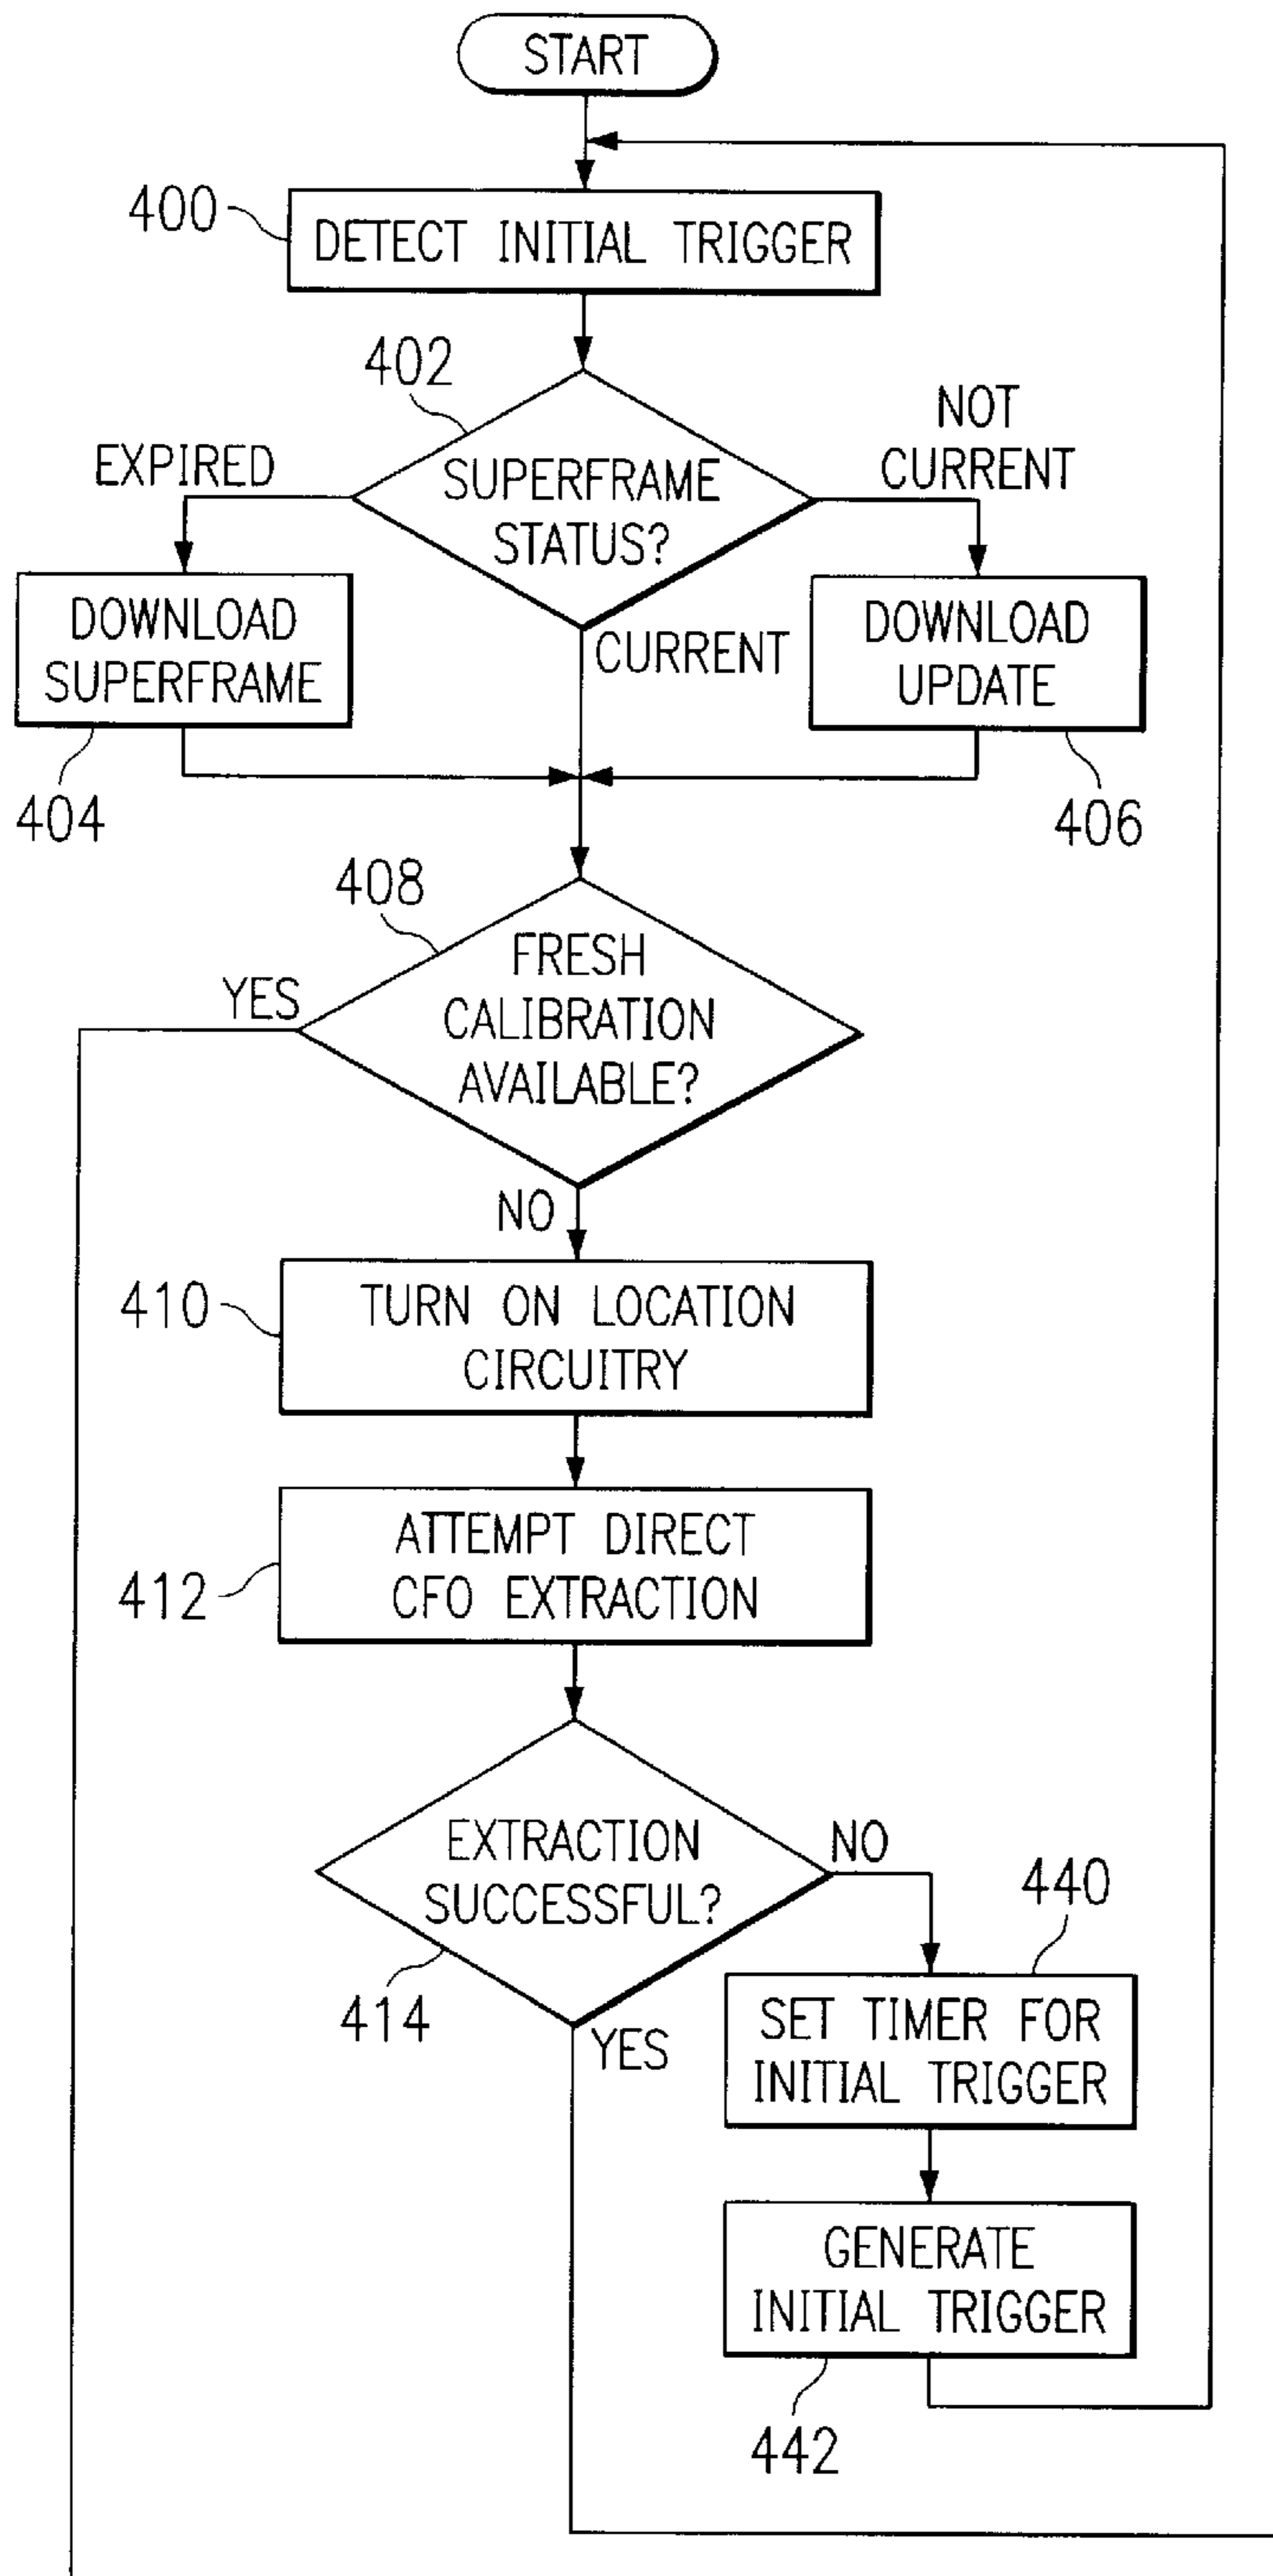 START
400
DETECT INITIAL TRIGGER
402
EXPIRED
NOT
CURRENT
SUPERFRAME
STATUS?
DOWNLOAD
SUPERFRAME
CURRENT
DOWNLOAD
UPDATE
404
406
408
YES
FRESH
CALIBRATION
AVAILABLE?
NO
410
TURN ON LOCATION
CIRCUITRY
412
ATTEMPT DIRECT
CFO EXTRACTION
EXTRACTION
SUCCESSFUL?
NO
414
YES
440
SET TIMER FOR
INITIAL TRIGGER
GENERATE
INITIAL TRIGGER
442